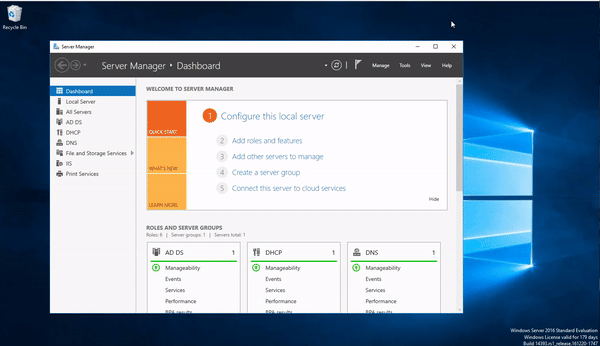 Recycle Bin
Server Manager
Server Manager • Dashboard
Manage Tools View Help
Dashboard
Local Server
All Servers
AD DS
DHCP
DNS
File and Storage Services
IIS
Print Services
WELCOME TO SERVER MANAGER
QUICK START
WHAT'S NEW
LEARN MORE
1 Configure this local server
2 Add roles and features
3 Add other servers to manage
4 Create a server group
5 Connect this server to cloud services
Hide
ROLES AND SERVER GROUPS
Roles: 6 | Server groups: 1 | Servers total: 1
AD DS 1
Manageability
Events
Services
Performance
BPA results
DHCP 1
Manageability
Events
Services
Performance
BPA results
DNS 1
Manageability
Events
Services
Performance
BPA results
Windows Server 2016 Standard Evaluation
Windows License valid for 179 days
Build 14393.rs1_release.161220-1747